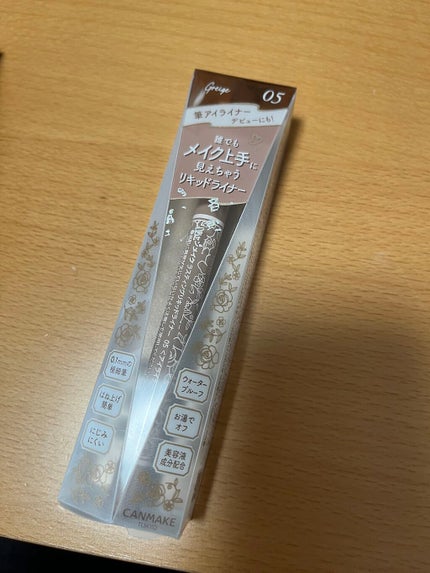 Greige
05
筆アイライナー
デビューにも!
誰でも
メイク上手に
見えちゃう
リキッドライナー
0.1mmの
極細筆
はね上げ
簡単
にじみ
にくい
ウォーター
プルーフ
お湯で
オフ
美容液
成分配合
CANMAKE
TOKYO